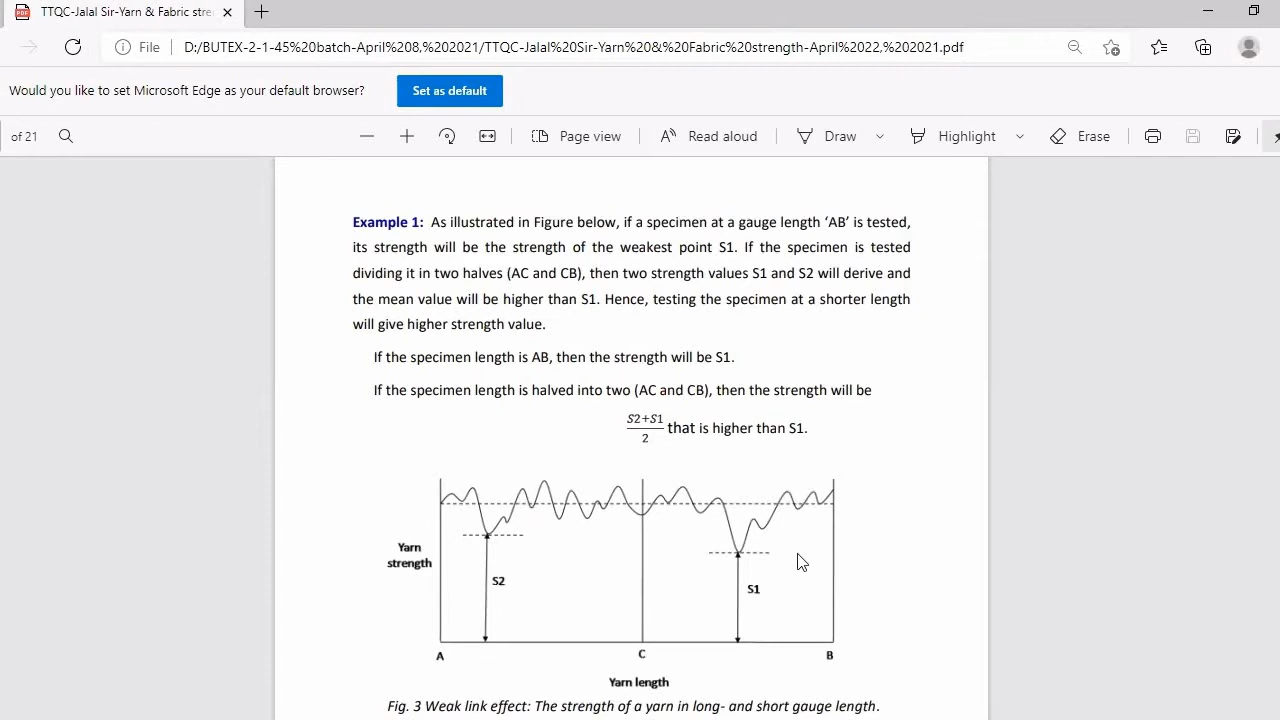 TTQC-Jalal Sir-Yarn & Fabric stre
File D:/BUTEX-2-1-45%20batch-April%208,%202021/TTQC-Jalal%20Sir-Yarn%20&%20Fabric%20strength-April%2022,%202021.pdf
Would you like to set Microsoft Edge as your default browser? Set as default
of 21 Page view Read aloud Draw Highlight Erase
Example 1: As illustrated in Figure below, if a specimen at a gauge length ‘AB’ is tested,
its strength will be the strength of the weakest point S1. If the specimen is tested
dividing it in two halves (AC and CB), then two strength values S1 and S2 will derive and
the mean value will be higher than S1. Hence, testing the specimen at a shorter length
will give higher strength value.
If the specimen length is AB, then the strength will be S1.
If the specimen length is halved into two (AC and CB), then the strength will be
S2+S1
2
that is higher than S1.
Yarn
strength
S2
S1
A C B
Yarn length
Fig. 3 Weak link effect: The strength of a yarn in long- and short gauge length.